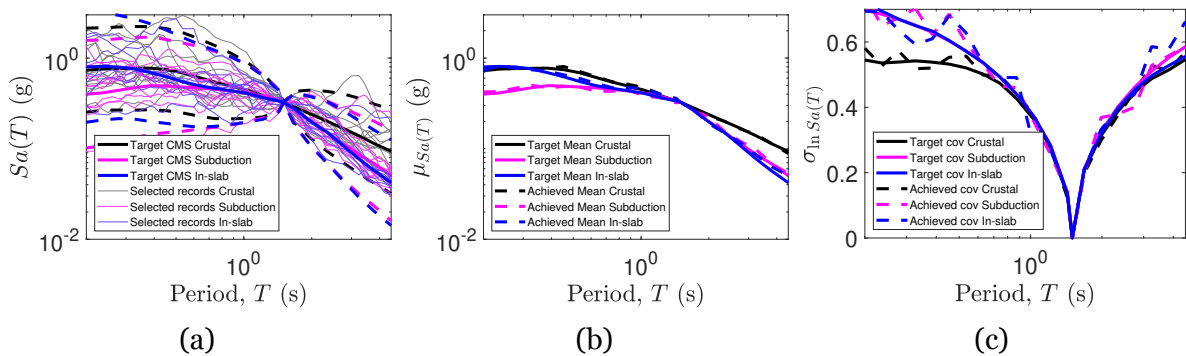 Sa(T) (g)
10^0
10^-2
Target CMS Crustal
Target CMS Subduction
Target CMS In-slab
Selected records Crustal
Selected records Subduction
Selected records In-slab
10^0
Period, T (s)
(a)
μ_Sa(T) (g)
10^0
10^-2
Target Mean Crustal
Target Mean Subduction
Target Mean In-slab
Achieved Mean Crustal
Achieved Mean Subduction
Achieved Mean In-slab
10^0
Period, T (s)
(b)
σ_ln Sa(T)
0.6
0.4
0.2
0
Target cov Crustal
Target cov Subduction
Target cov In-slab
Achieved cov Crustal
Achieved cov Subduction
Achieved cov In-slab
10^0
Period, T (s)
(c)